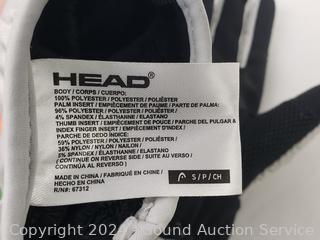 HEAD®
BODY / CORPS / CUERPO:
100% POLYESTER / POLYESTER / POLIÉSTER
PALM INSERT / EMPIÈCEMENT DE PAUME / PARTE DE PALMA:
96% POLYESTER / POLYESTER / POLIÉSTER
4% SPANDEX / ÉLASTHANNE / ELASTANO
THUMB INSERT / EMPIÈCEMENT DU POUCE / PARCHE DEL PULGAR &
INDEX FINGER INSERT / EMPIÈCEMENT D'INDEX /
PARCHE DE DEDO ÍNDICE:
59% POLYESTER / POLYESTER / POLIÉSTER
36% NYLON / NYLON / NAILON
5% SPANDEX / ÉLASTHANNE / ELASTANO
(CONTINUE ON REVERSE SIDE / SUITE AU VERSO /
CONTINÚA AL REVERSO)
MADE IN CHINA / FABRIQUÉ EN CHINE /
HECHO EN CHINA
R/N#: 67312
S / P / CH
Copyright 2024 Sound Auction Service